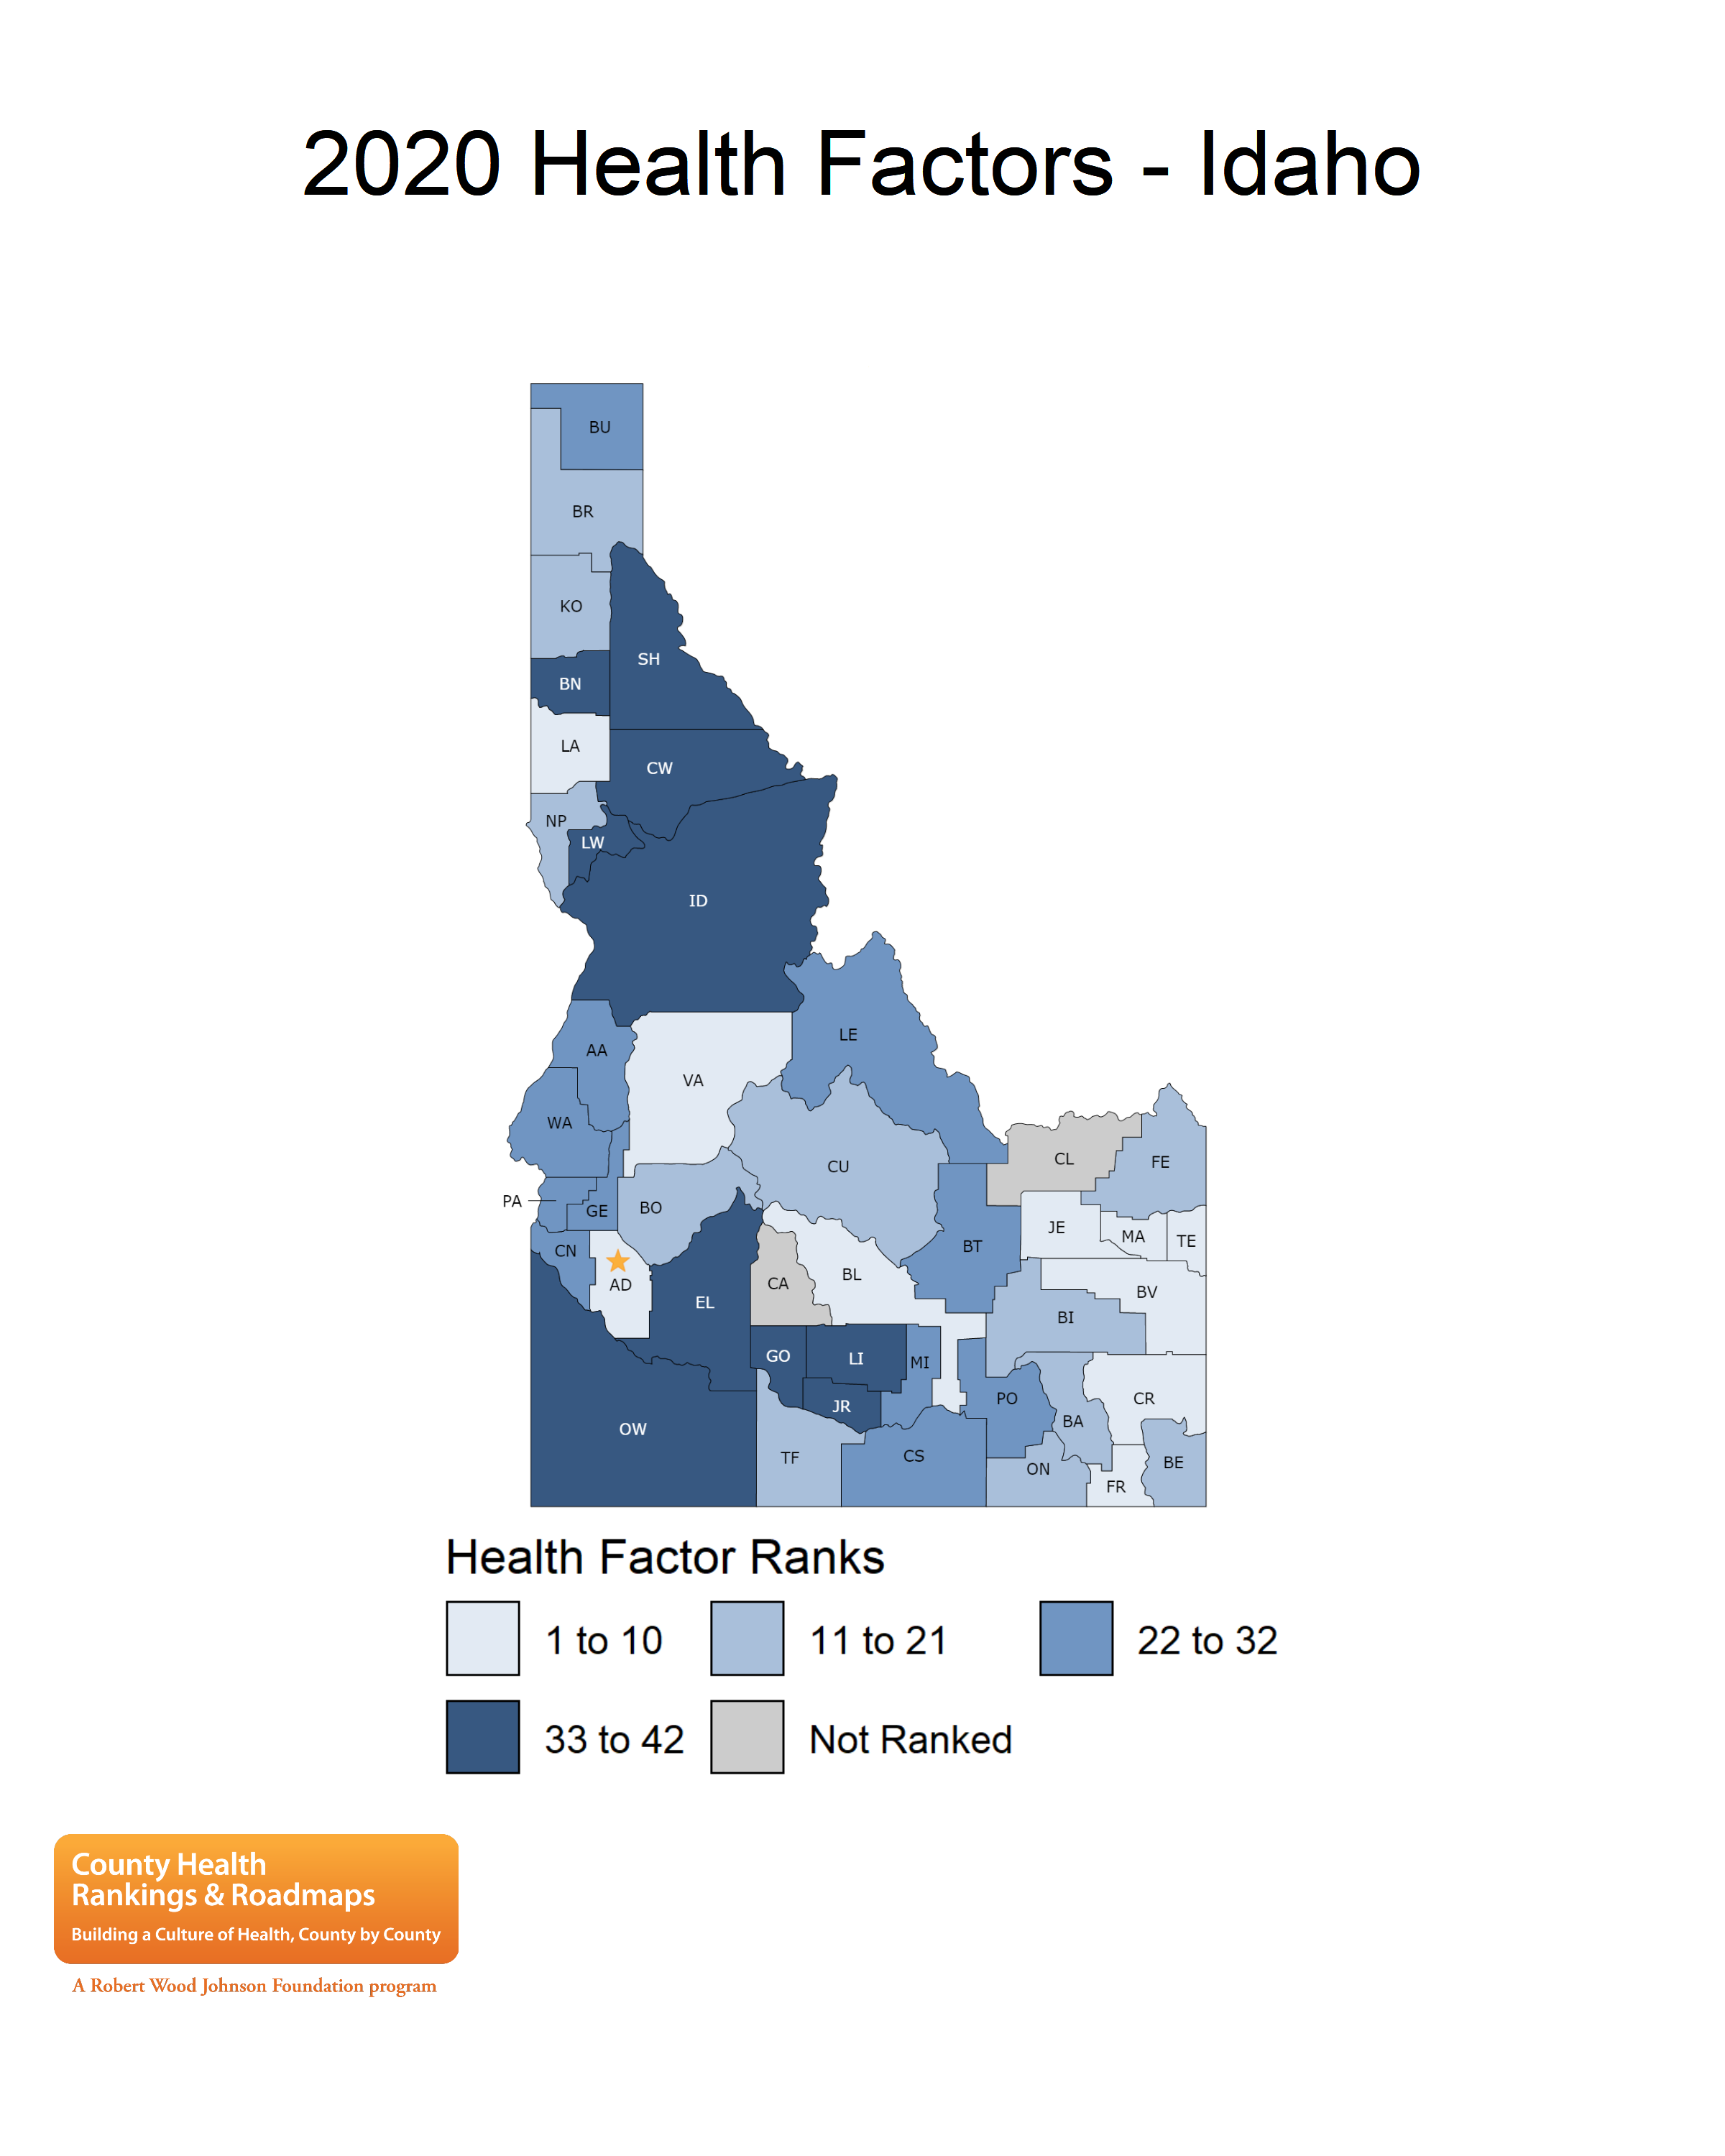 2020 Health Factors - Idaho
BU
BR
KO
SH
BN
LA
CW
NP
LW
ID
LE
AA
VA
WA
CU
CL
FE
PA
GE
BO
JE
MA
TE
CN
BT
AD
CA
BL
BV
EL
BI
GO
LI
MI
JR
PO
CR
BA
OW
TF
CS
ON
BE
FR
Health Factor Ranks
1 to 10
11 to 21
22 to 32
33 to 42
Not Ranked
County Health
Rankings & Roadmaps
Building a Culture of Health, County by County
A Robert Wood Johnson Foundation program